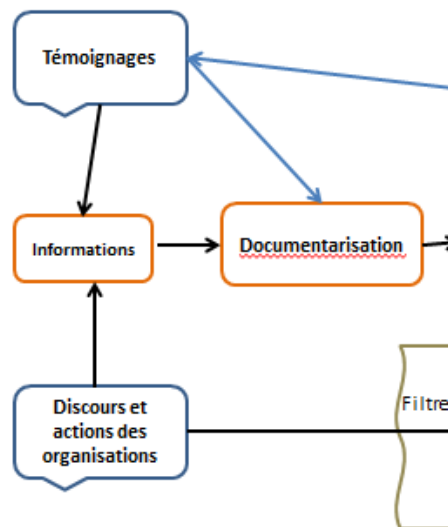 Témoignages
Informations
Documentarisation
Discours et
actions des
organisations
Filtre